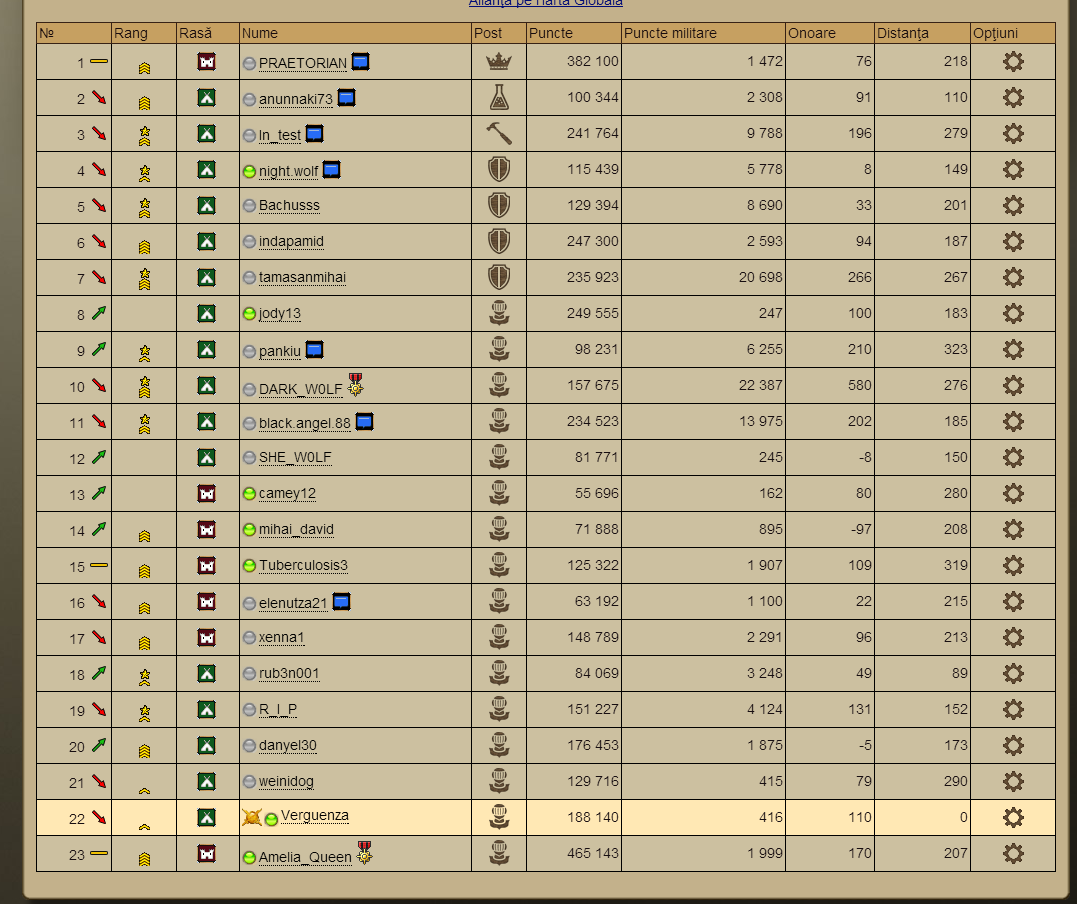 Alianţa pe Harta Globală
№ Rang Rasă Nume Post Puncte Puncte militare Onoare Distanţa Opţiuni
1 PRAETORIAN 382 100 1 472 76 218
2 anunnaki73 100 344 2 308 91 110
3 ln_test 241 764 9 788 196 279
4 night.wolf 115 439 5 778 8 149
5 Bachusss 129 394 8 690 33 201
6 indapamid 247 300 2 593 94 187
7 tamasanmihai 235 923 20 698 266 267
8 jody13 249 555 247 100 183
9 pankiu 98 231 6 255 210 323
10 DARK_W0LF 157 675 22 387 580 276
11 black.angel.88 234 523 13 975 202 185
12 SHE_W0LF 81 771 245 -8 150
13 camey12 55 696 162 80 280
14 mihai_david 71 888 895 -97 208
15 Tuberculosis3 125 322 1 907 109 319
16 elenutza21 63 192 1 100 22 215
17 xenna1 148 789 2 291 96 213
18 rub3n001 84 069 3 248 49 89
19 R_I_P 151 227 4 124 131 152
20 danyel30 176 453 1 875 -5 173
21 weinidog 129 716 415 79 290
22 Verguenza 188 140 416 110 0
23 Amelia_Queen 465 143 1 999 170 207